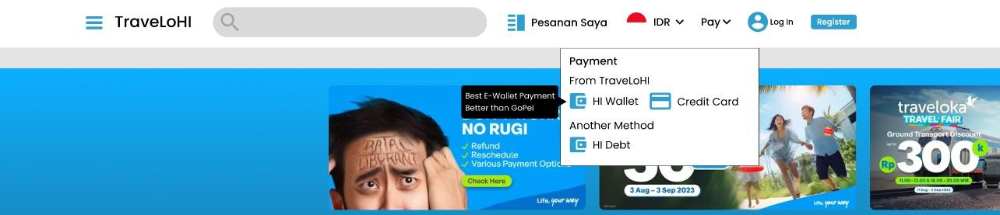 TraveLoHI
Pesanan Saya
IDR
Pay
Log In
Register
Payment
From TraveLoHI
HI Wallet
Credit Card
Another Method
HI Debt
Best E-Wallet Payment
Better than GoPei
NO RUGI
Refund
Reschedule
Various Payment Options
Check Here
BATAL
LIBURAN?
Life, your way
3 Aug – 3 Sep 2023
Life, your way
traveloka
TRAVEL FAIR
Ground Transport Discount
up to
Rp 300 k
11.00 - 13.00 & 18.00 - 20.00 WIB
11 Aug - 3 Sep 2023